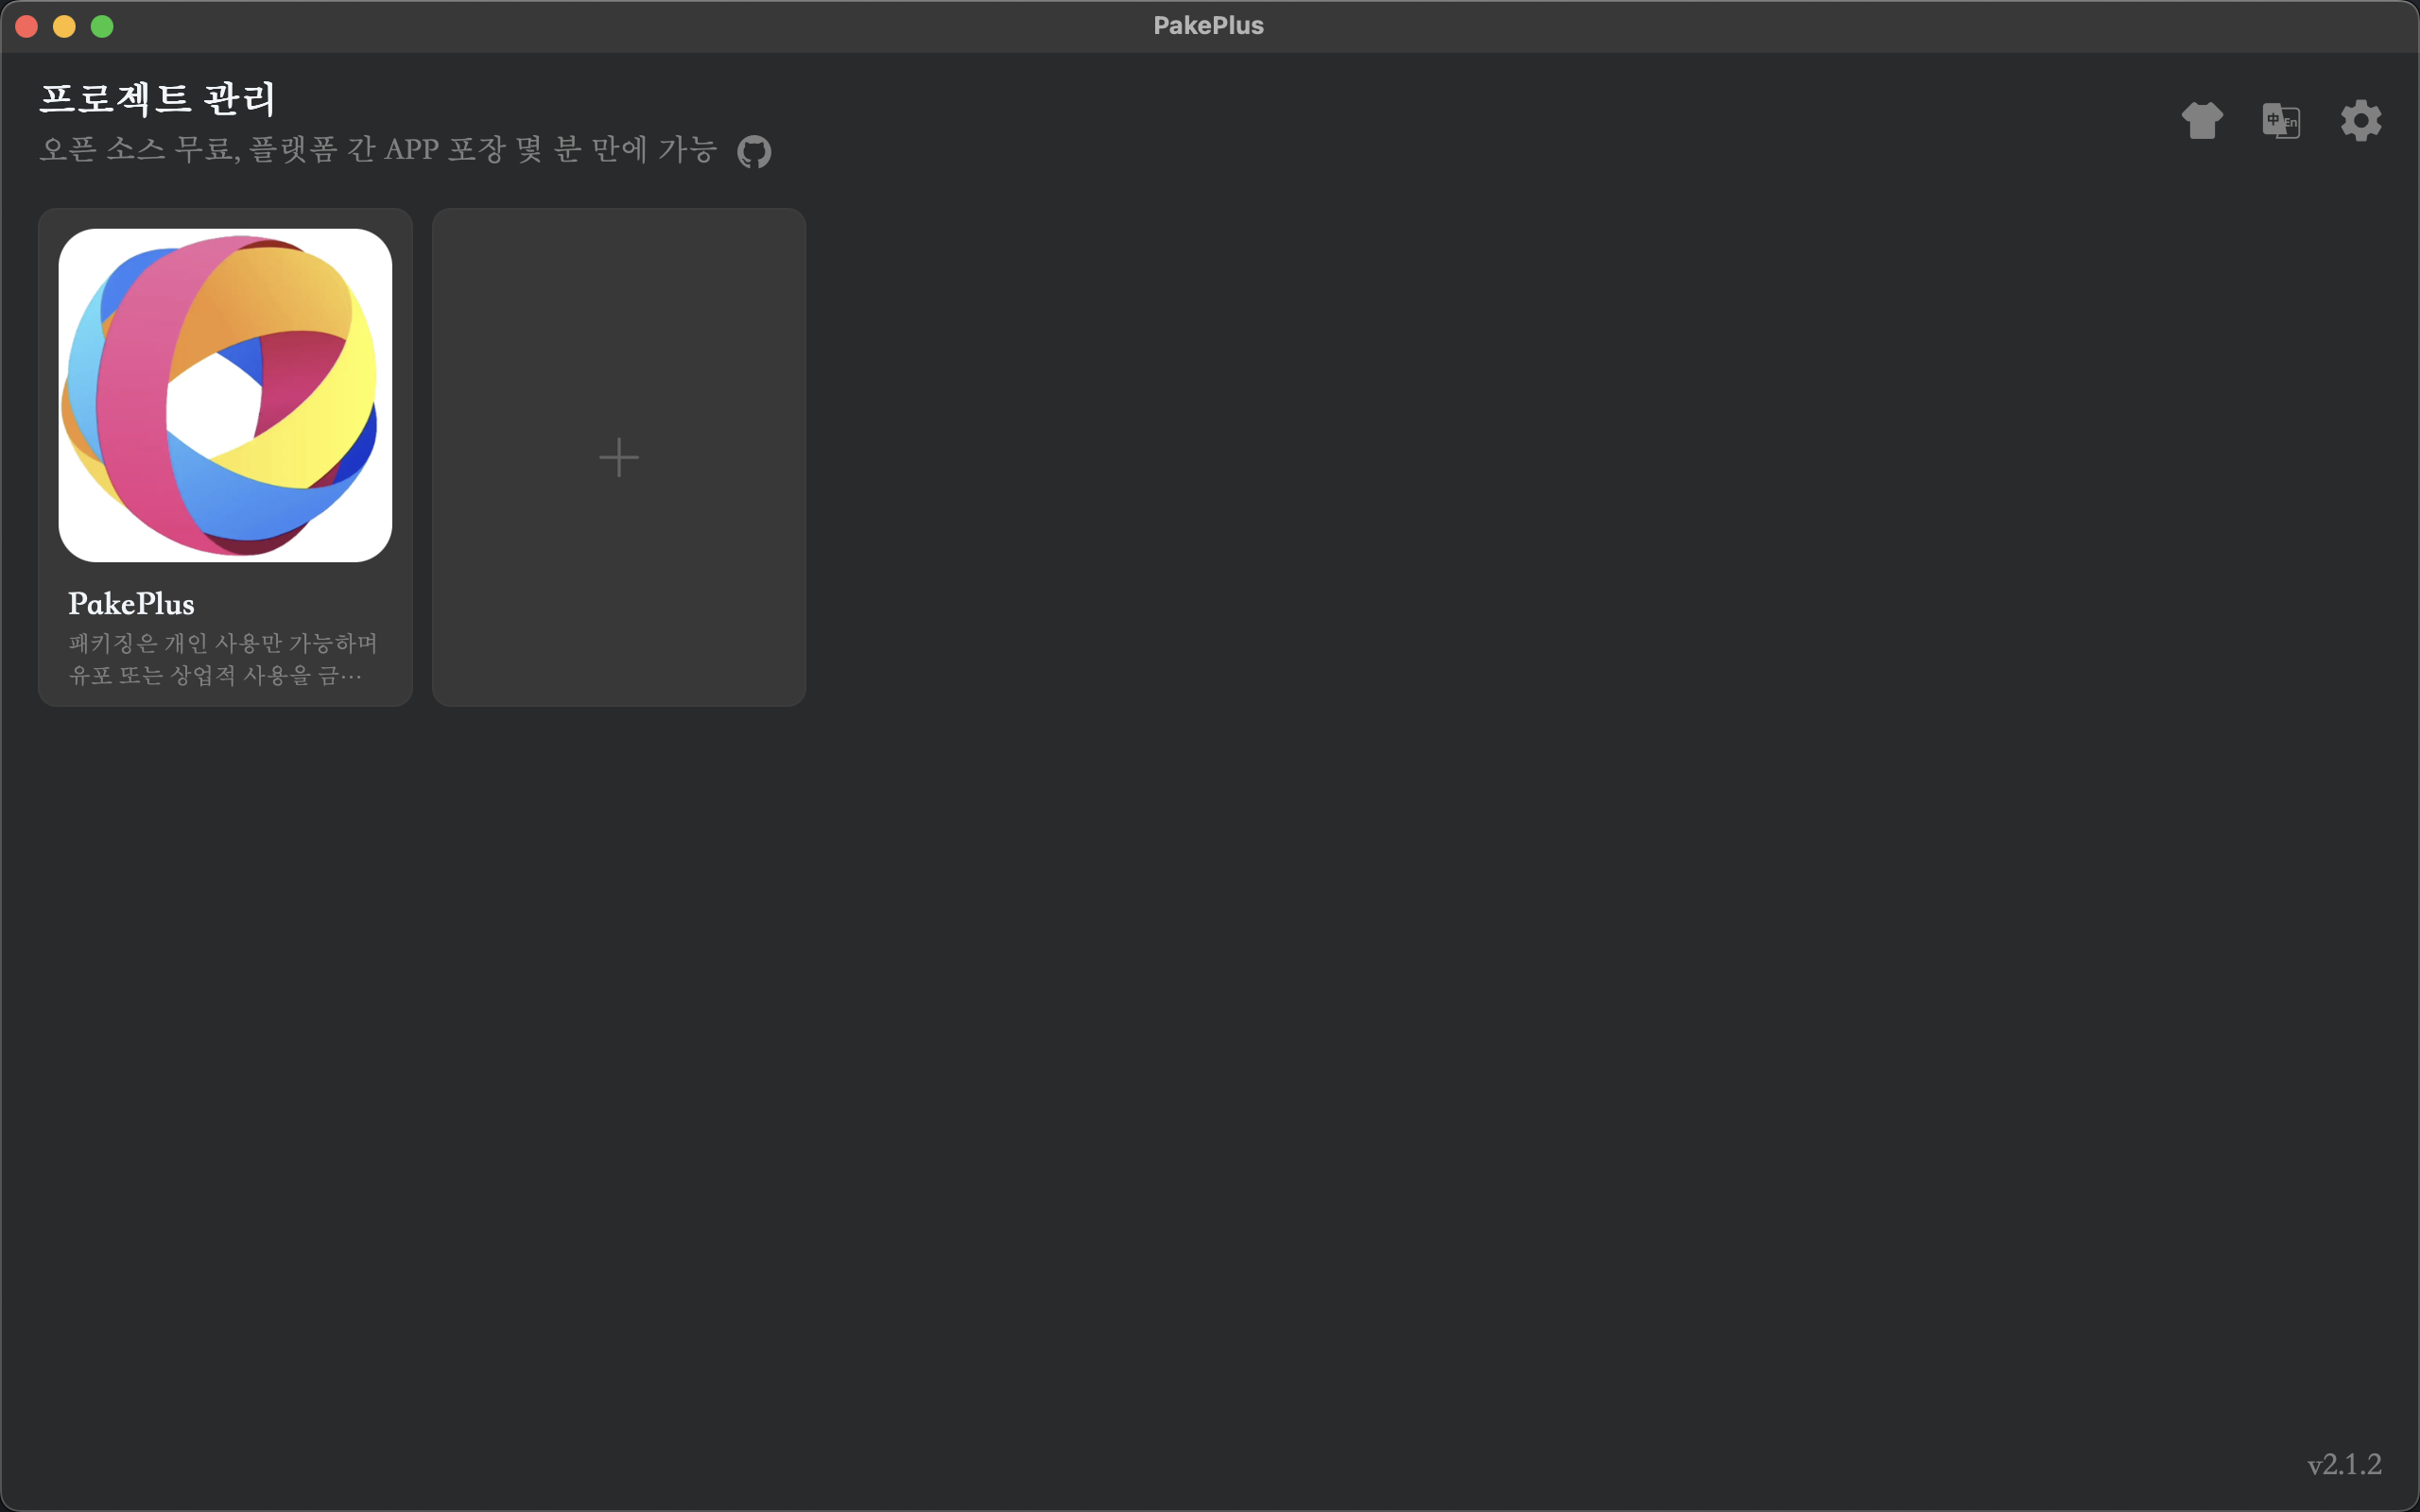 PakePlus
프로젝트 관리
오픈 소스 무료, 플랫폼 간 APP 포장 몇 분 만에 가능
中 En
PakePlus
패키징은 개인 사용만 가능하며
유포 또는 상업적 사용을 금…
v2.1.2